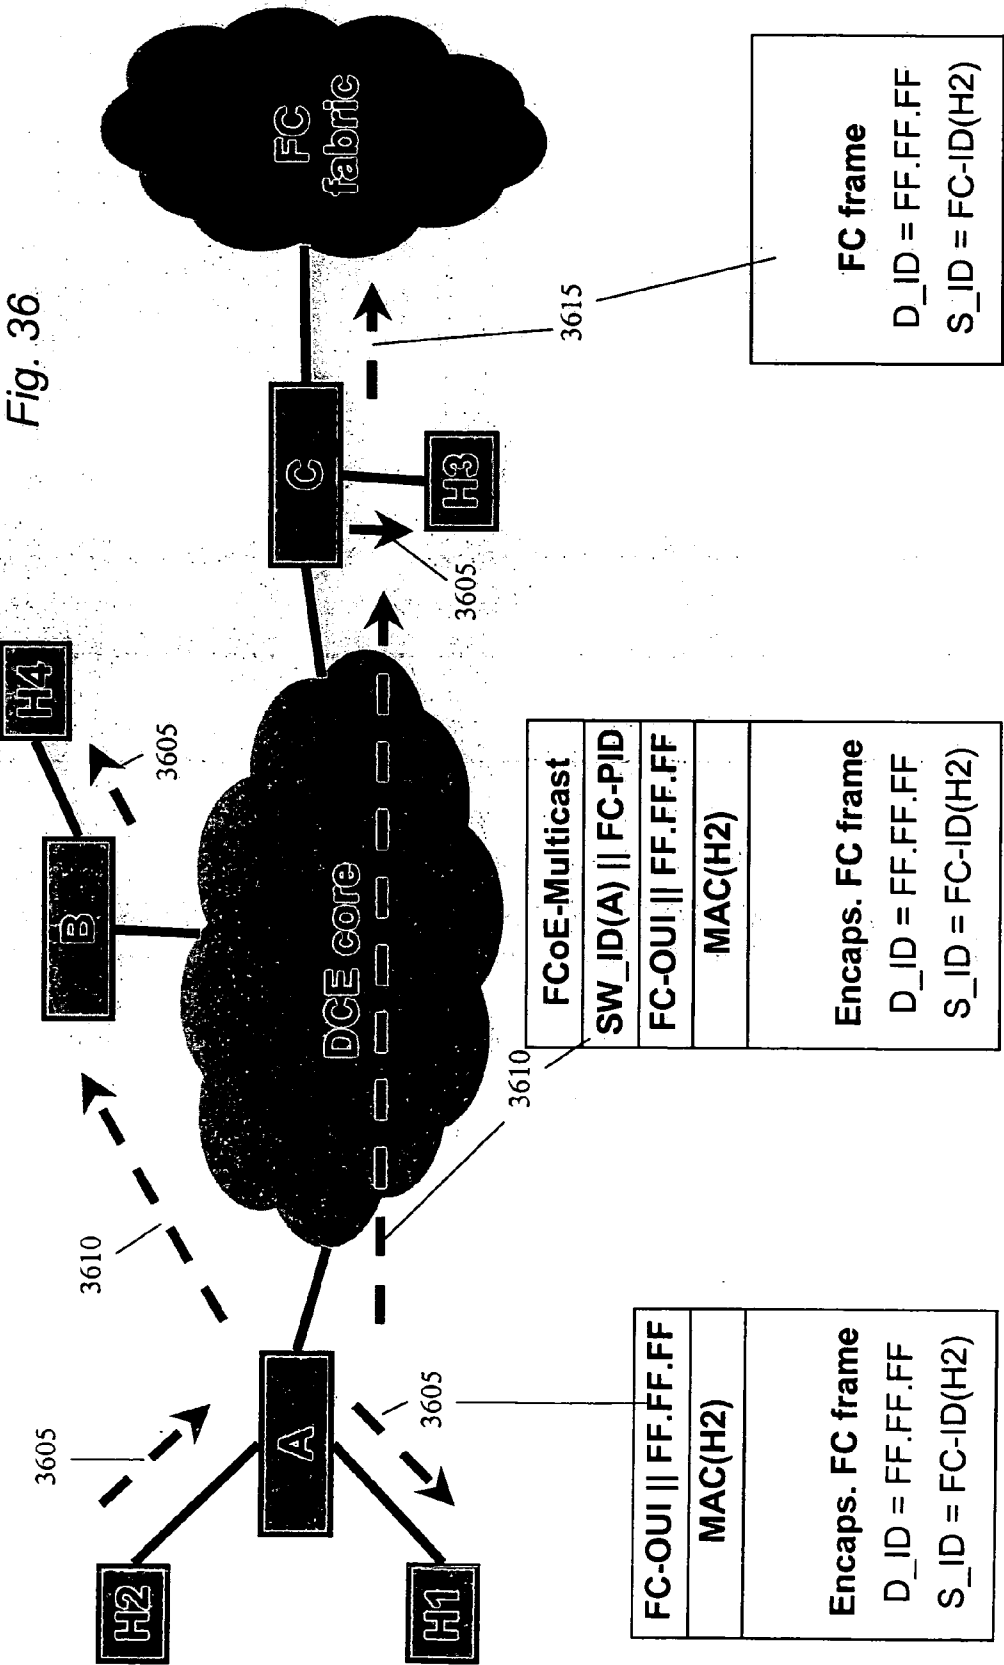 Fig. 36
H2
H1
A
B
H4
C
H3
DCE core
FC
fabric
3605
3605
3610
3610
3605
3605
3615
FC-OUI || FF.FF.FF
MAC(H2)
Encaps. FC frame
D_ID = FF.FF.FF
S_ID = FC-ID(H2)
FCoE-Multicast
SW_ID(A) || FC-PID
FC-OUI || FF.FF.FF
MAC(H2)
Encaps. FC frame
D_ID = FF.FF.FF
S_ID = FC-ID(H2)
FC frame
D_ID = FF.FF.FF
S_ID = FC-ID(H2)